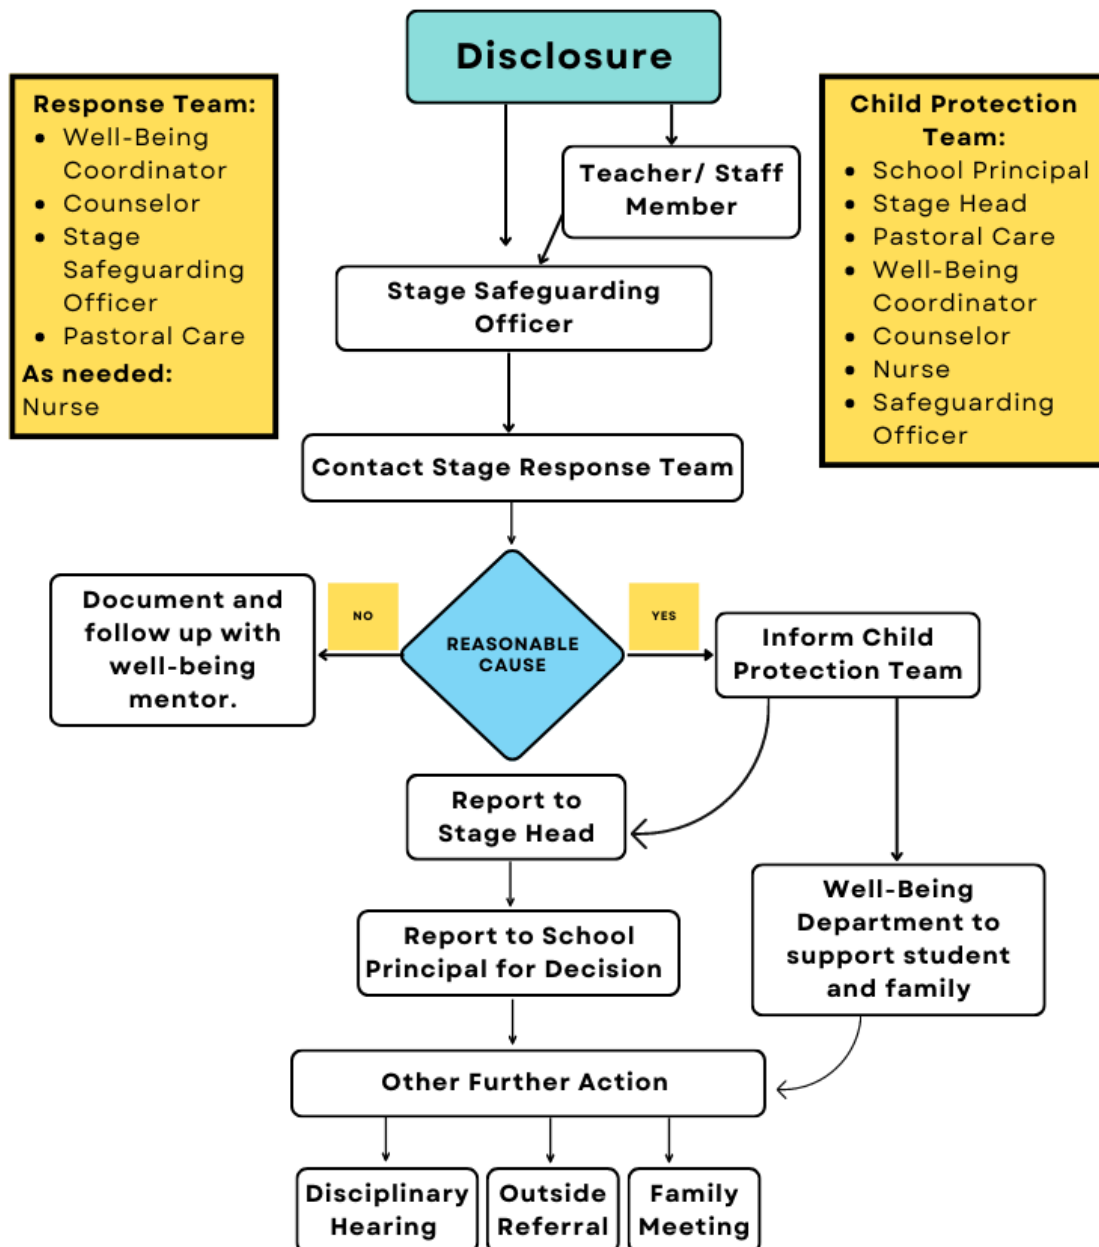 Disclosure
Response Team:
• Well-Being
Coordinator
• Counselor
• Stage
Safeguarding
Officer
• Pastoral Care
As needed:
Nurse
Child Protection
Team:
• School Principal
• Stage Head
• Pastoral Care
• Well-Being
Coordinator
• Counselor
• Nurse
• Safeguarding
Officer
Teacher/ Staff
Member
Stage Safeguarding
Officer
Contact Stage Response Team
REASONABLE
CAUSE
NO
Document and
follow up with
well-being
mentor.
YES
Inform Child
Protection Team
Report to
Stage Head
Report to School
Principal for Decision
Well-Being
Department to
support student
and family
Other Further Action
Disciplinary
Hearing
Outside
Referral
Family
Meeting